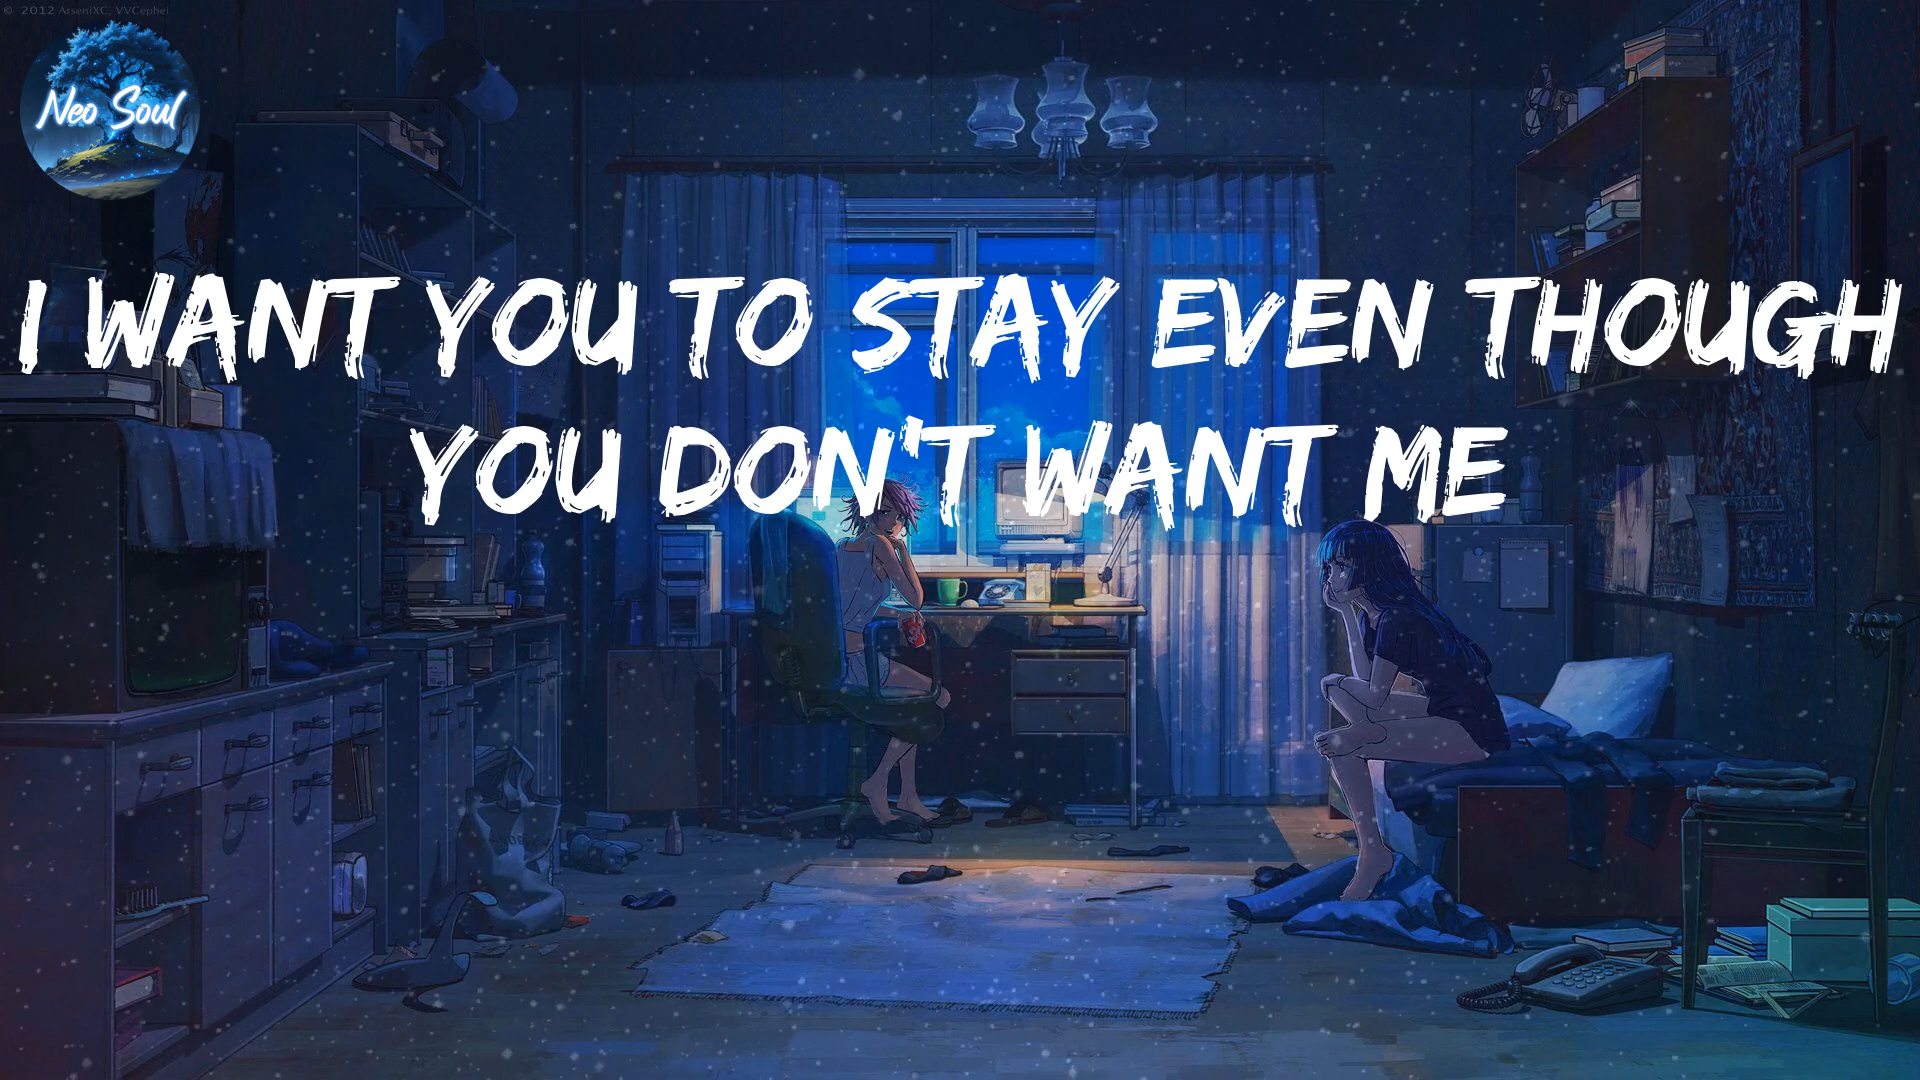 © 2012 ArseniXC, VVCephei
Neo Soul
I WANT YOU TO STAY EVEN THOUGH
YOU DON'T WANT ME